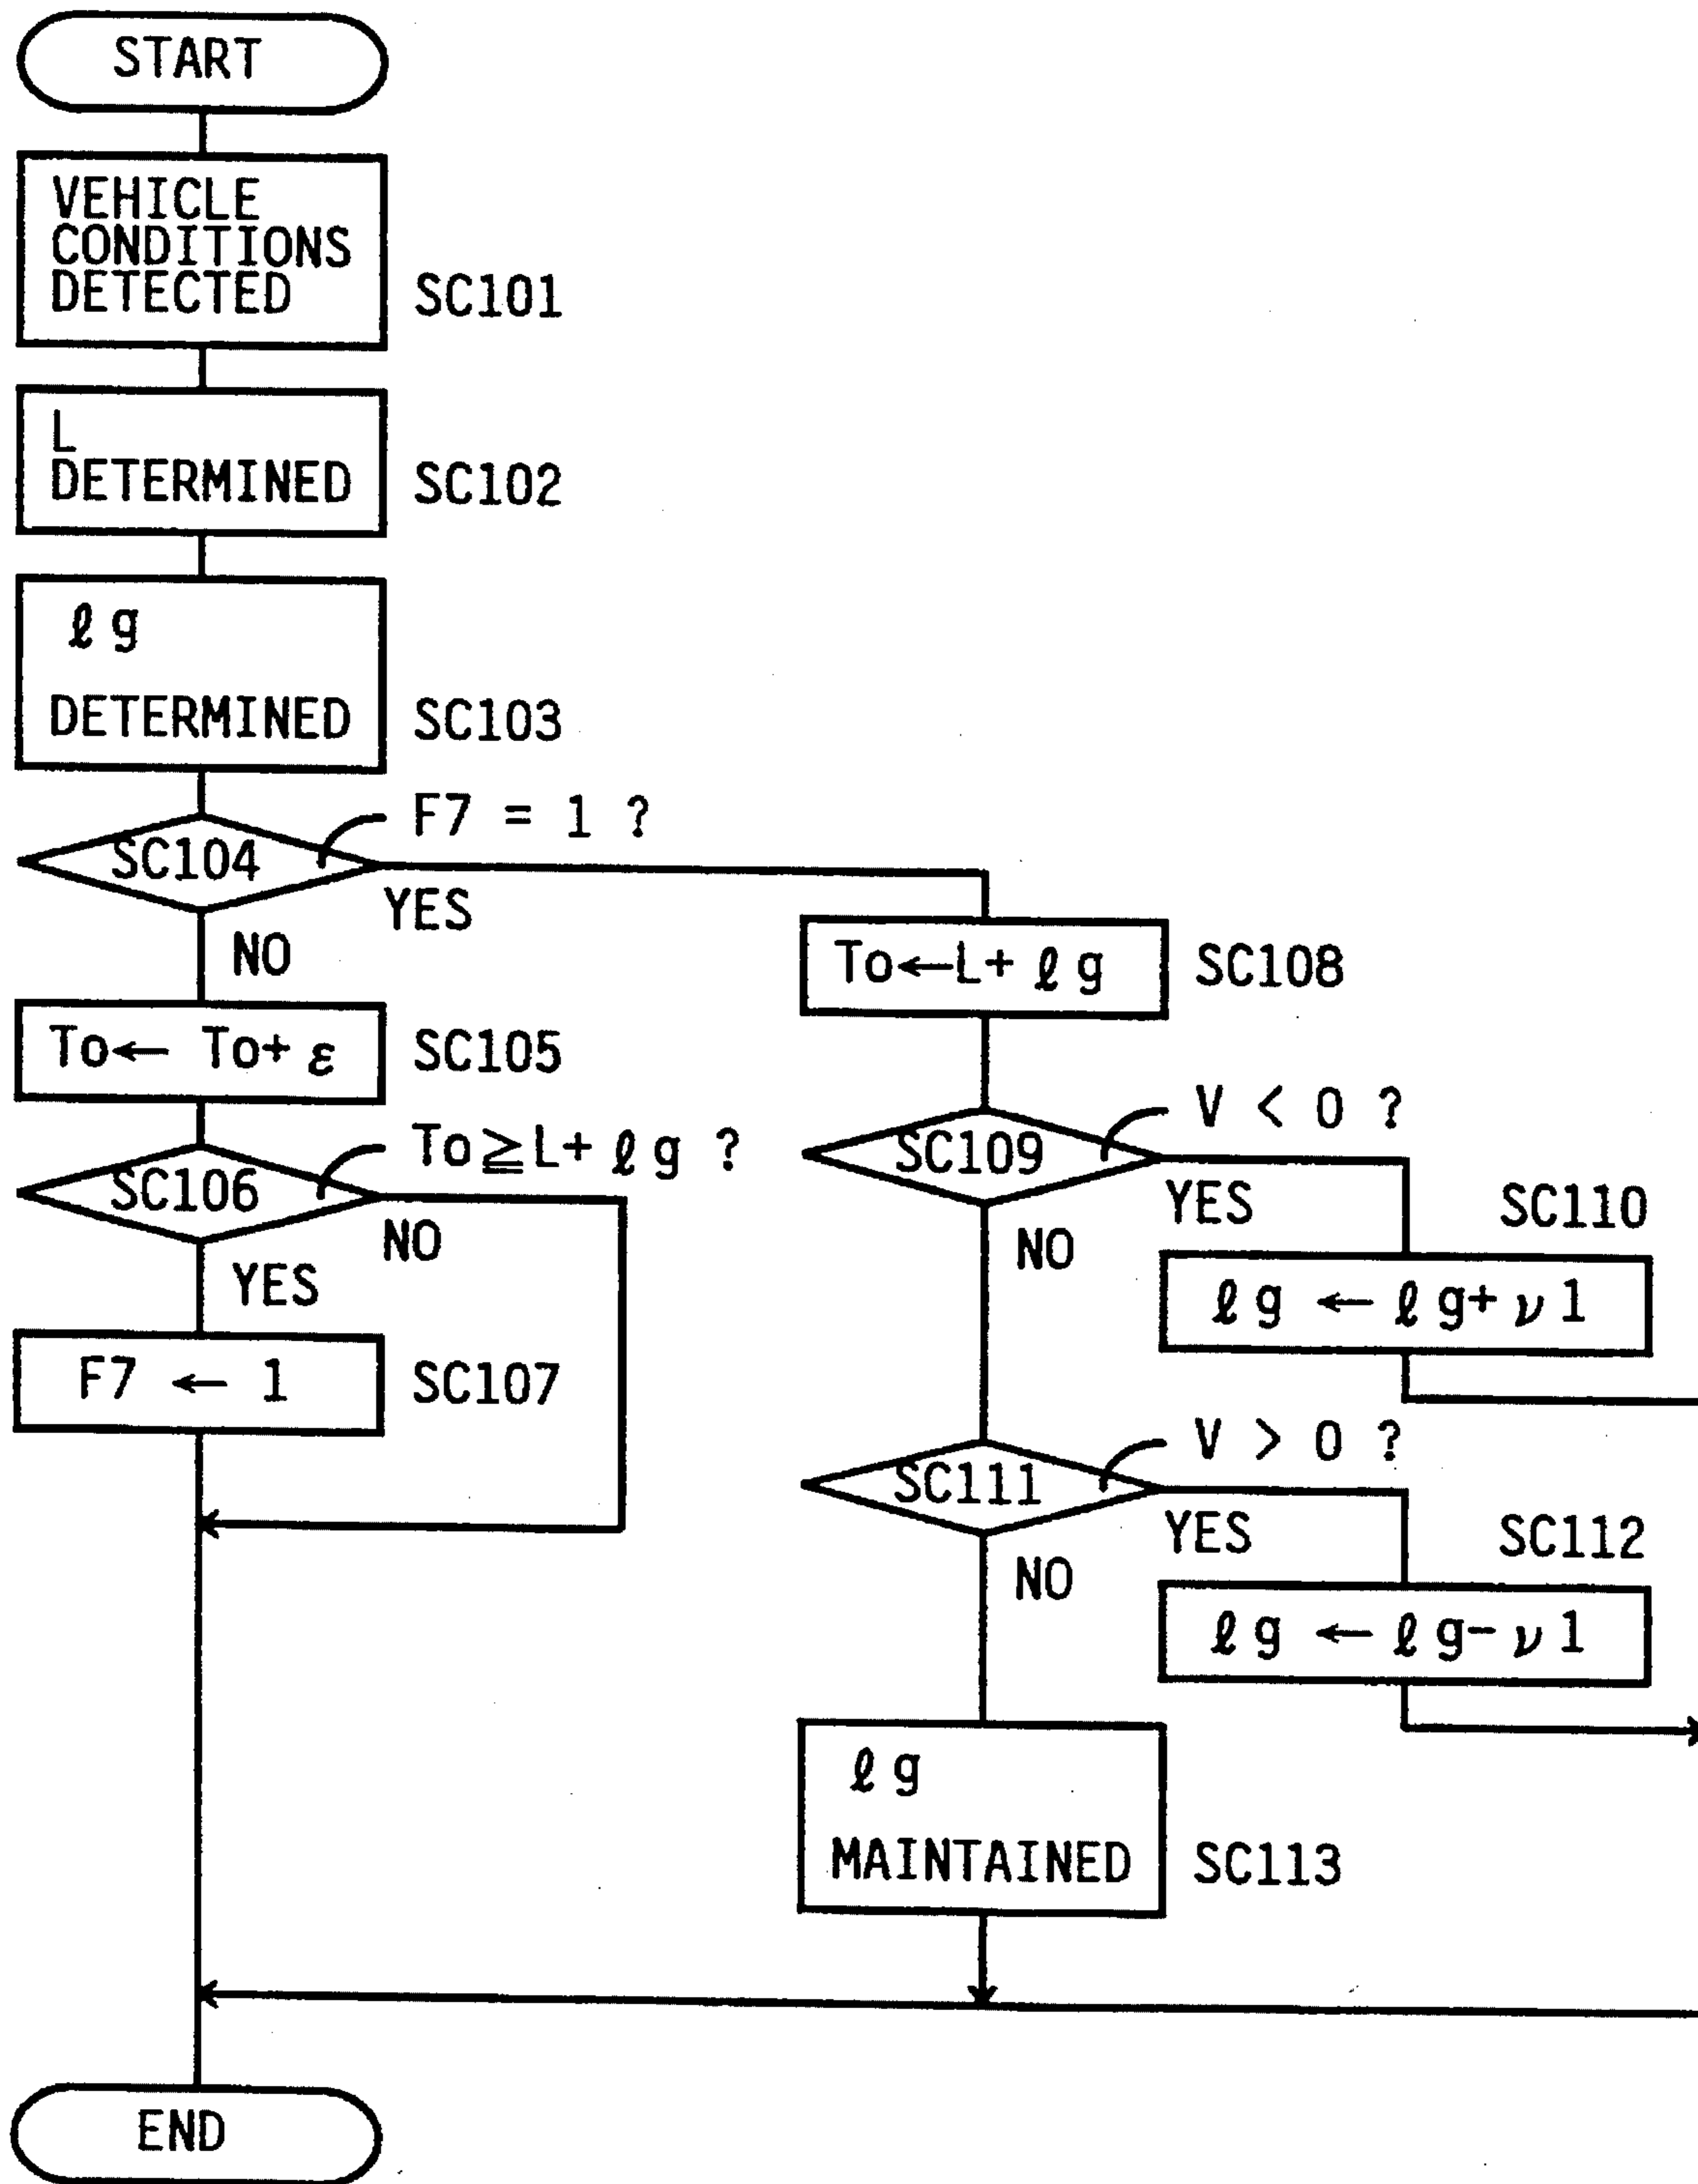 START
VEHICLE
CONDITIONS
DETECTED
SC101
L
DETERMINED
SC102
ℓg
DETERMINED
SC103
F7 = 1 ?
SC104
YES
NO
To← To+ ε
SC105
To≧L+ ℓg ?
SC106
NO
YES
F7 ← 1
SC107
To←L+ ℓg
SC108
V < 0 ?
SC109
YES
NO
SC110
ℓg ← ℓg+ ν1
V > 0 ?
SC111
YES
NO
SC112
ℓg ← ℓg- ν1
ℓg
MAINTAINED
SC113
END